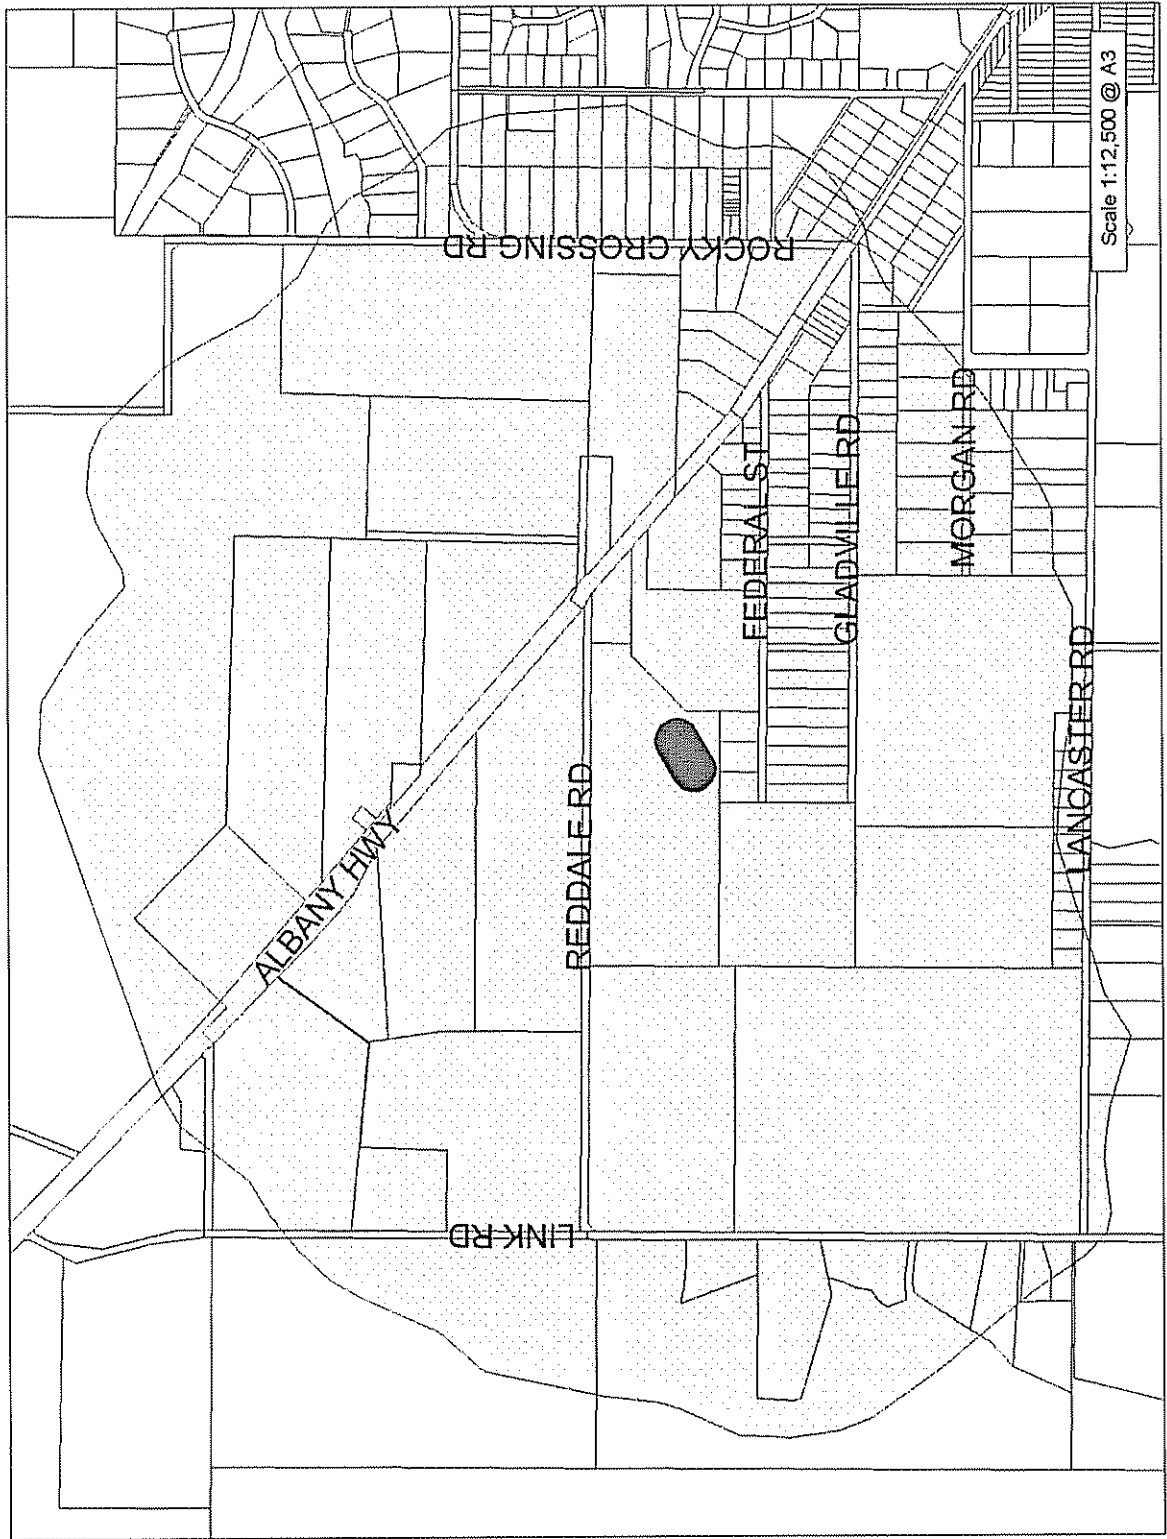 ROCKY CROSSING RD
Scale 1:12,500 @ A3
FEDERAL ST
GLADVILLE RD
MORGAN RD
LANCASTER RD
REDDALE RD
ALBANY HWY
LINK RD